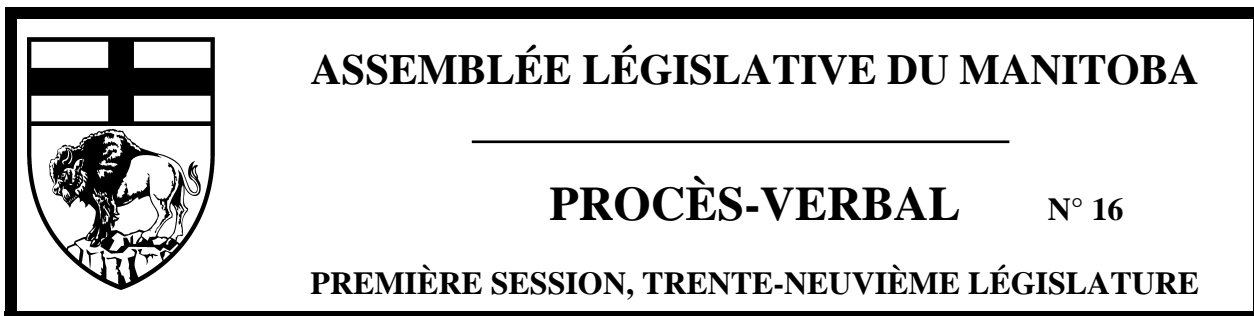 ASSEMBLÉE LÉGISLATIVE DU MANITOBA
PROCÈS-VERBAL N° 16
PREMIÈRE SESSION, TRENTE-NEUVIÈME LÉGISLATURE